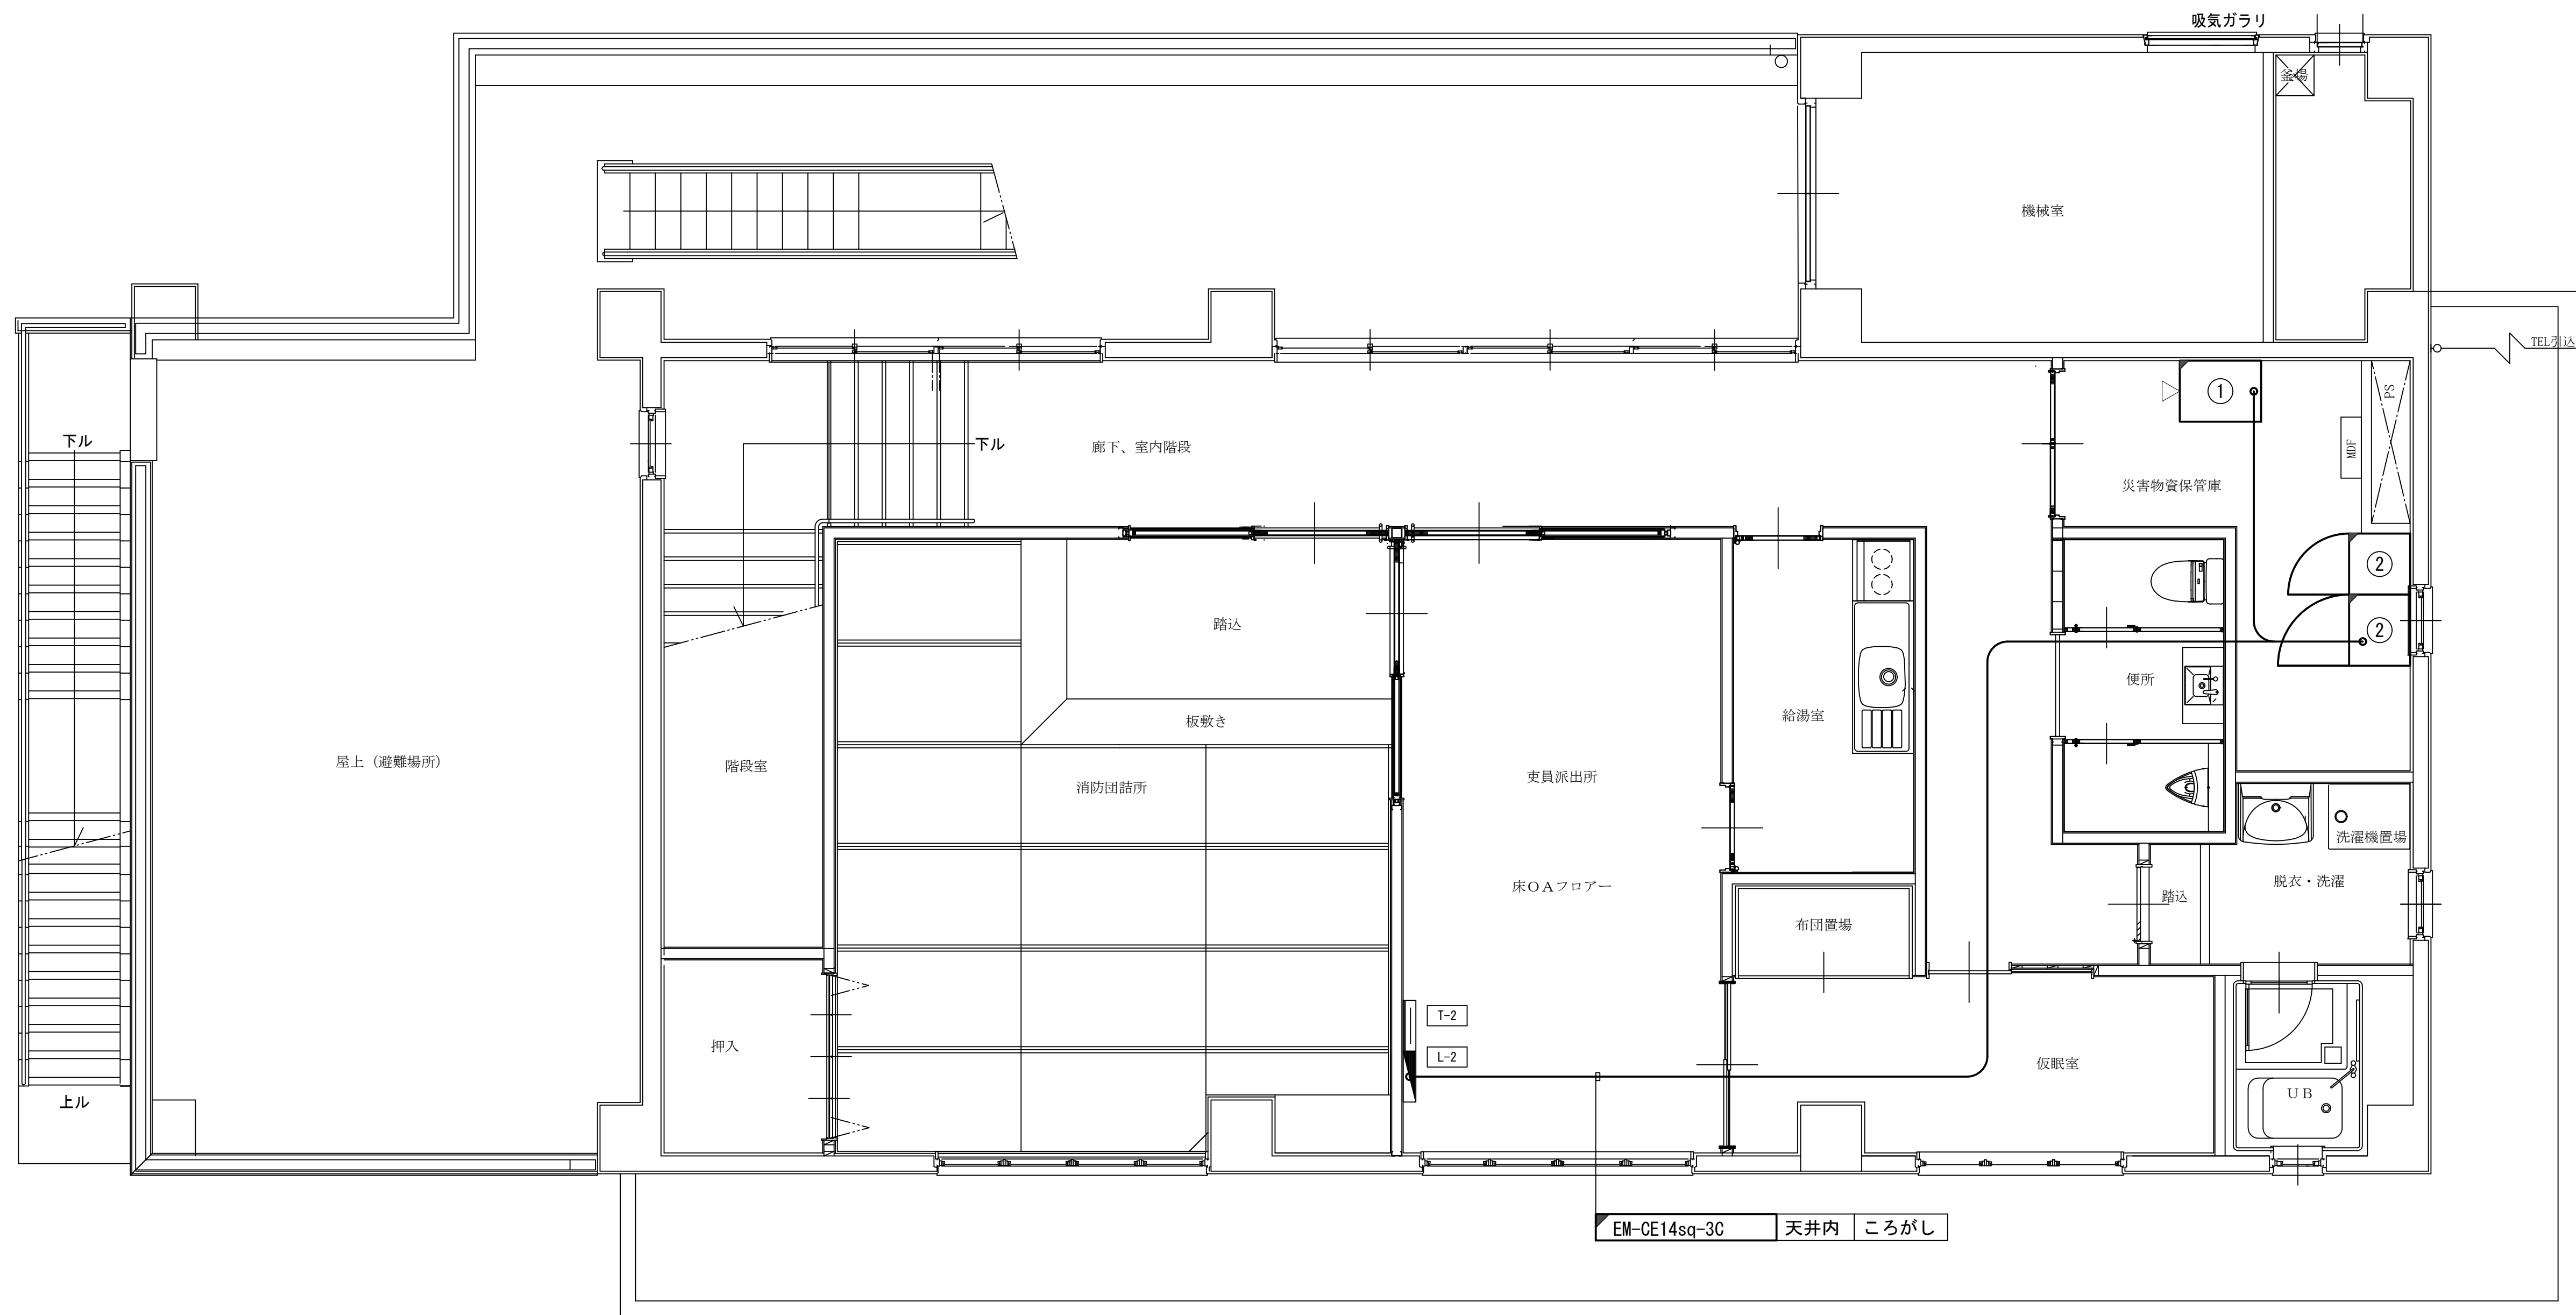 吸気ガラリ
釜場
機械室
TEL引込
①
PS
MDF
下ル
下ル
廊下、室内階段
災害物資保管庫
②
②
踏込
便所
板敷き
給湯室
屋上（避難場所）
階段室
消防団詰所
吏員派出所
洗濯機置場
床ＯＡフロアー
脱衣・洗濯
踏込
布団置場
T-2
L-2
押入
仮眠室
ＵＢ
上ル
EM-CE14sq-3C 天井内 ころがし